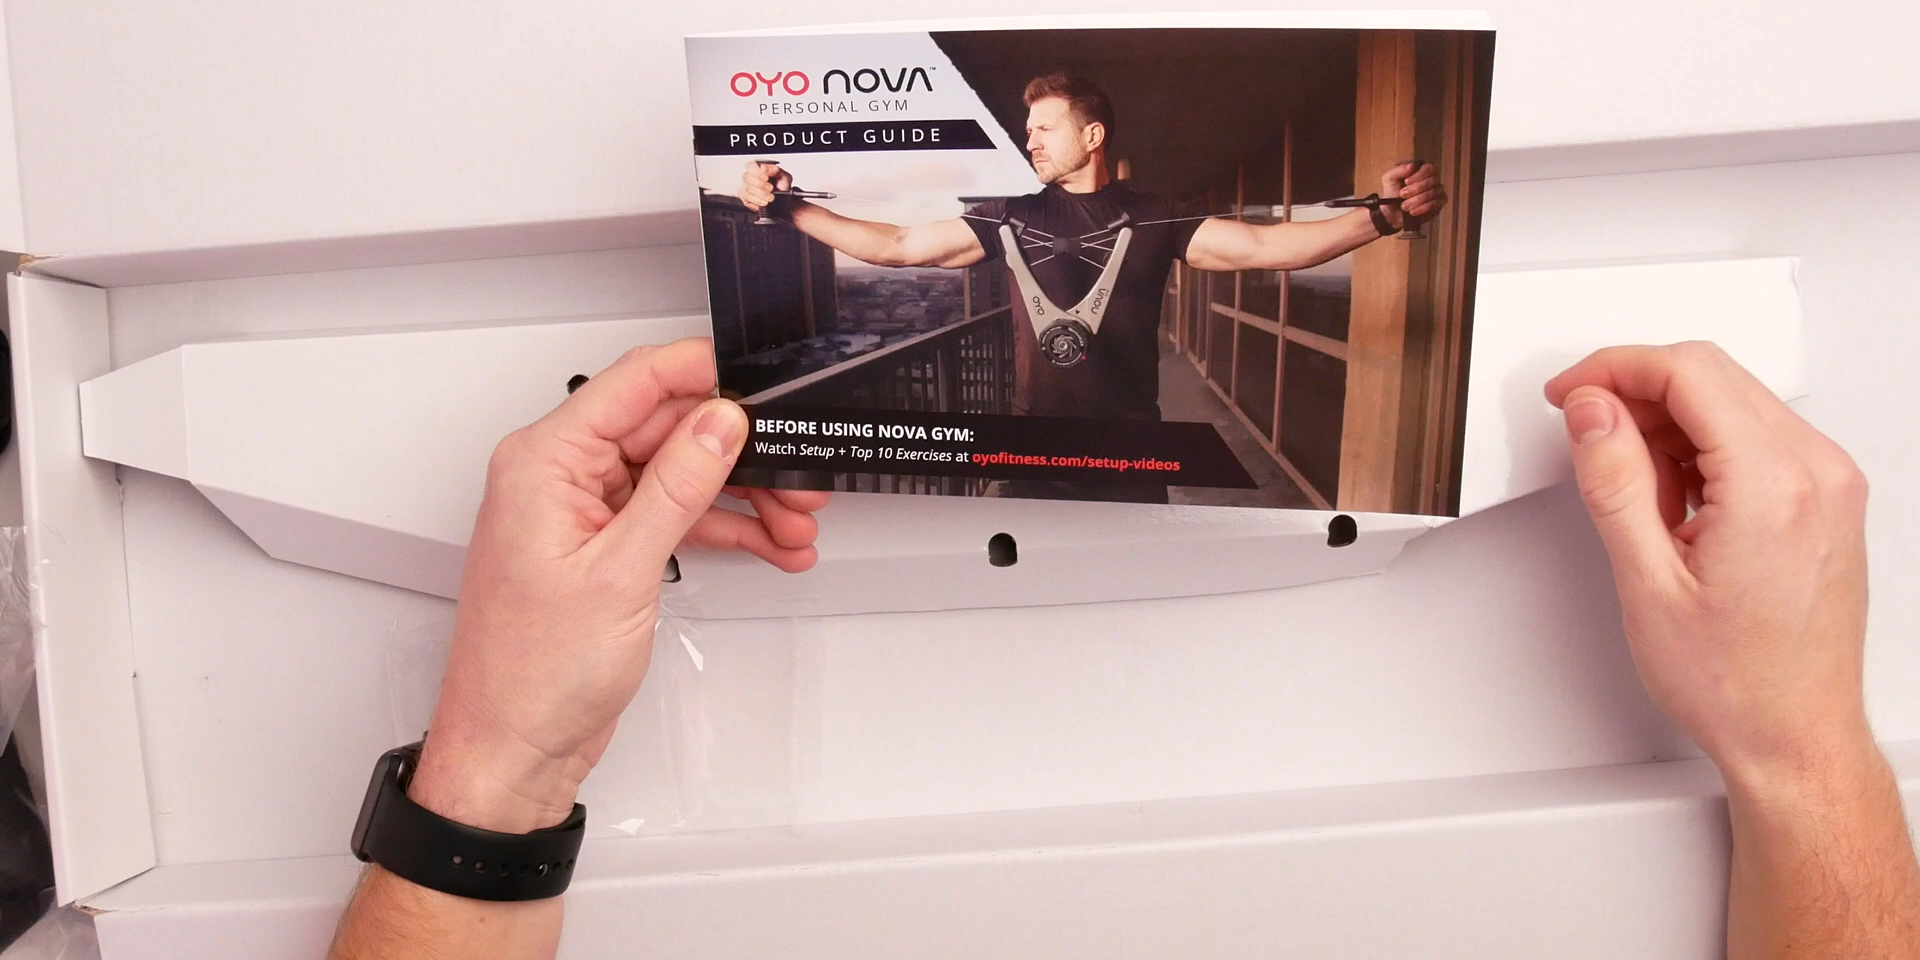 OYO NOVA™
PERSONAL GYM
PRODUCT GUIDE
OYO
NOVA
BEFORE USING NOVA GYM:
Watch Setup + Top 10 Exercises at oyofitness.com/setup-videos